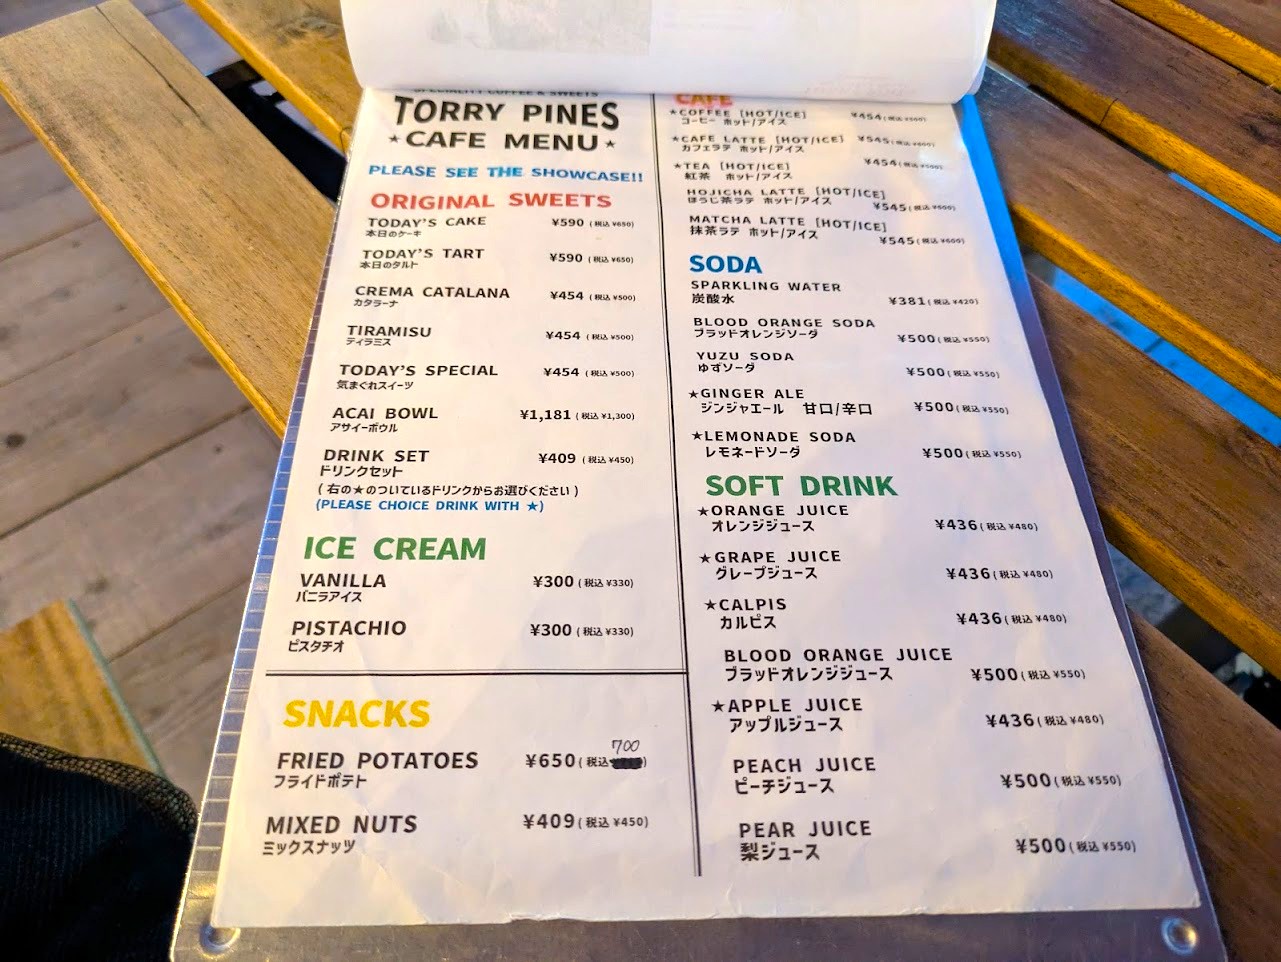 SPECIALITY COFFEE & SWEETS
TORRY PINES
★CAFE MENU★
PLEASE SEE THE SHOWCASE!!
ORIGINAL SWEETS
TODAY'S CAKE ¥590 (税込 ¥650)
本日のケーキ
TODAY'S TART ¥590 (税込 ¥650)
本日のタルト
CREMA CATALANA ¥454 (税込 ¥500)
カタラーナ
TIRAMISU ¥454 (税込 ¥500)
ティラミス
TODAY'S SPECIAL ¥454 (税込 ¥500)
気まぐれスイーツ
ACAI BOWL ¥1,181 (税込 ¥1,300)
アサイーボウル
DRINK SET ¥409 (税込 ¥450)
ドリンクセット
(右の★のついているドリンクからお選びください)
(PLEASE CHOICE DRINK WITH ★)
ICE CREAM
VANILLA ¥300 (税込 ¥330)
バニラアイス
PISTACHIO ¥300 (税込 ¥330)
ピスタチオ
SNACKS
FRIED POTATOES ¥650 (税込 700)
フライドポテト
MIXED NUTS ¥409 (税込 ¥450)
ミックスナッツ
CAFE
★COFFEE [HOT/ICE] ¥454 (税込 ¥500)
コーヒー ホット/アイス
★CAFE LATTE [HOT/ICE] ¥545 (税込 ¥600)
カフェラテ ホット/アイス
★TEA [HOT/ICE] ¥454 (税込 ¥500)
紅茶 ホット/アイス
HOJICHA LATTE [HOT/ICE]
ほうじ茶ラテ ホット/アイス ¥545 (税込 ¥600)
MATCHA LATTE [HOT/ICE]
抹茶ラテ ホット/アイス ¥545 (税込 ¥600)
SODA
SPARKLING WATER
炭酸水 ¥381 (税込 ¥420)
BLOOD ORANGE SODA
ブラッドオレンジソーダ ¥500 (税込 ¥550)
YUZU SODA
ゆずソーダ ¥500 (税込 ¥550)
★GINGER ALE
ジンジャエール 甘口/辛口 ¥500 (税込 ¥550)
★LEMONADE SODA
レモネードソーダ ¥500 (税込 ¥550)
SOFT DRINK
★ORANGE JUICE
オレンジジュース ¥436 (税込 ¥480)
★GRAPE JUICE
グレープジュース ¥436 (税込 ¥480)
★CALPIS
カルピス ¥436 (税込 ¥480)
BLOOD ORANGE JUICE
ブラッドオレンジジュース ¥500 (税込 ¥550)
★APPLE JUICE
アップルジュース ¥436 (税込 ¥480)
PEACH JUICE
ピーチジュース ¥500 (税込 ¥550)
PEAR JUICE
梨ジュース ¥500 (税込 ¥550)